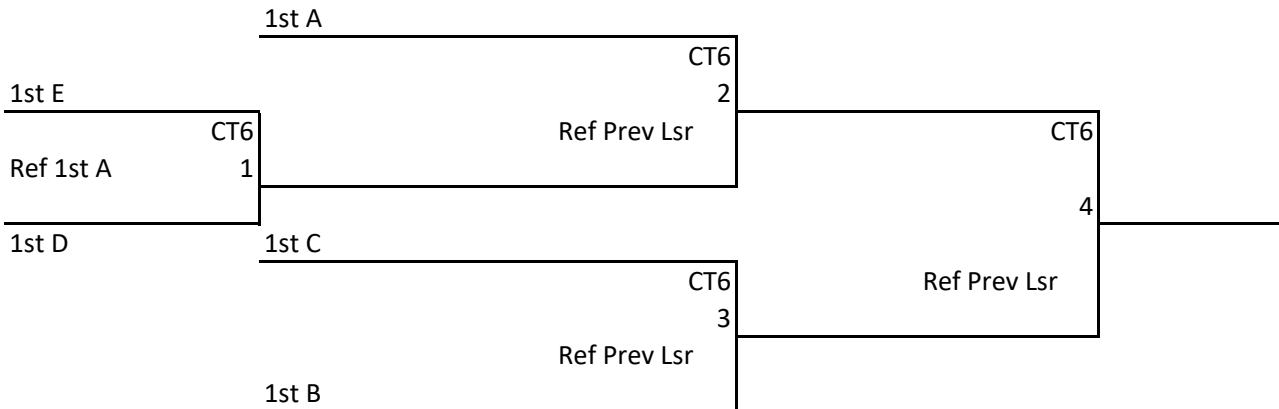 1st A
CT6
1st E
2
CT6
Ref Prev Lsr
CT6
Ref 1st A
1
4
1st D
1st C
CT6
Ref Prev Lsr
3
Ref Prev Lsr
1st B